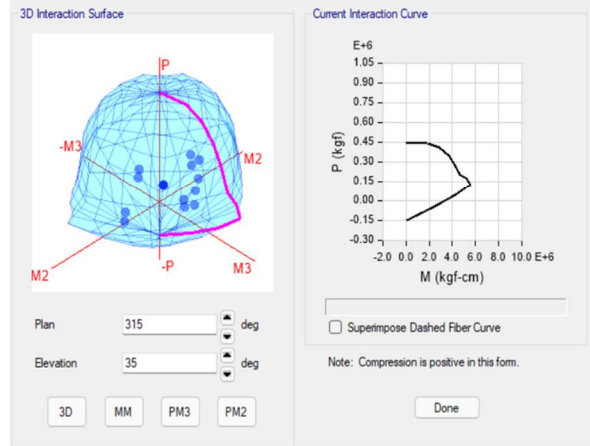 3D Interaction Surface
P
-M3
M2
M2
-P
M3
Plan 315 deg
Elevation 35 deg
3D MM PM3 PM2
Current Interaction Curve
E+6
1.05
0.90
0.75
0.60
0.45
0.30
0.15
0.00
-0.15
-0.30
P (kgf)
-2.0 0.0 2.0 4.0 6.0 8.0 10.0 E+6
M (kgf-cm)
Superimpose Dashed Fiber Curve
Note: Compression is positive in this form.
Done